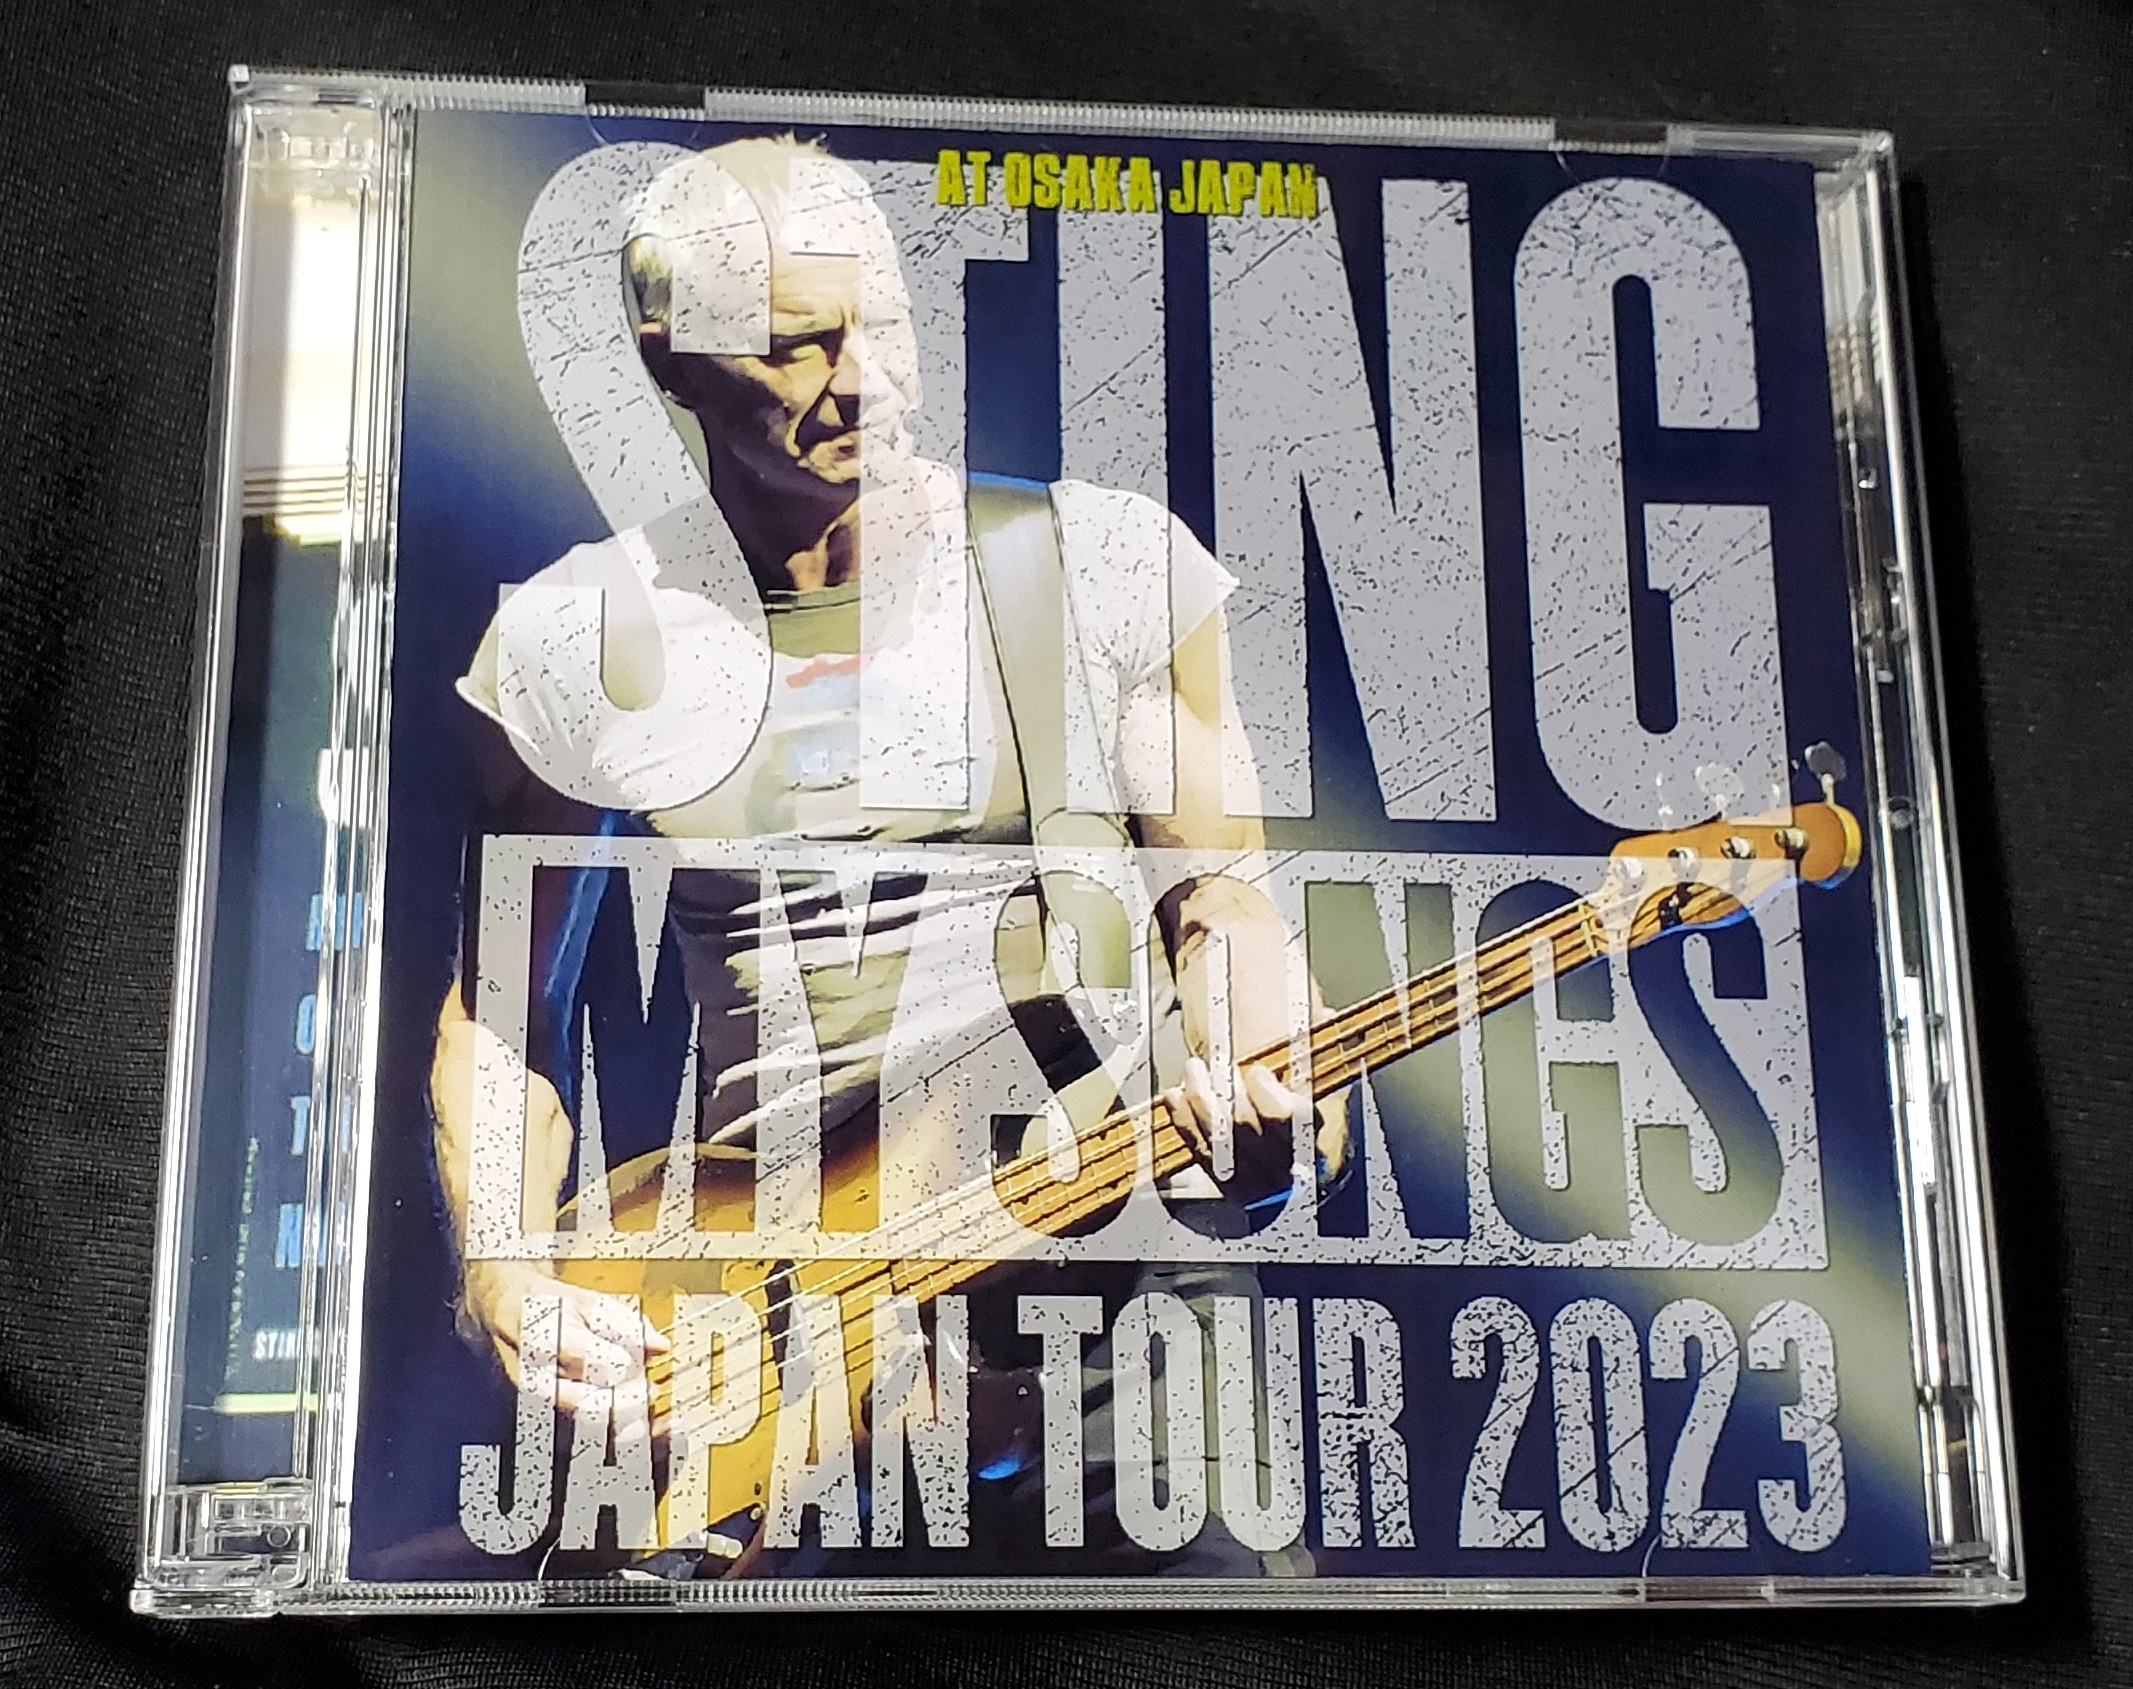 AT OSAKA JAPAN
STING
MY SONGS
JAPAN TOUR 2023